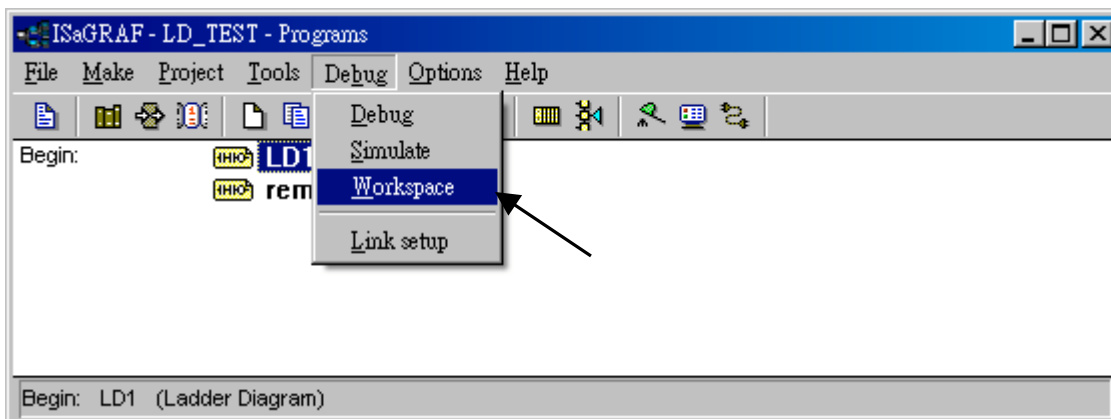 ISaGRAF - LD_TEST - Programs
File Make Project Tools Debug Options Help
Debug
Begin: LD1 Simulate
rem Workspace
Link setup
Begin: LD1 (Ladder Diagram)